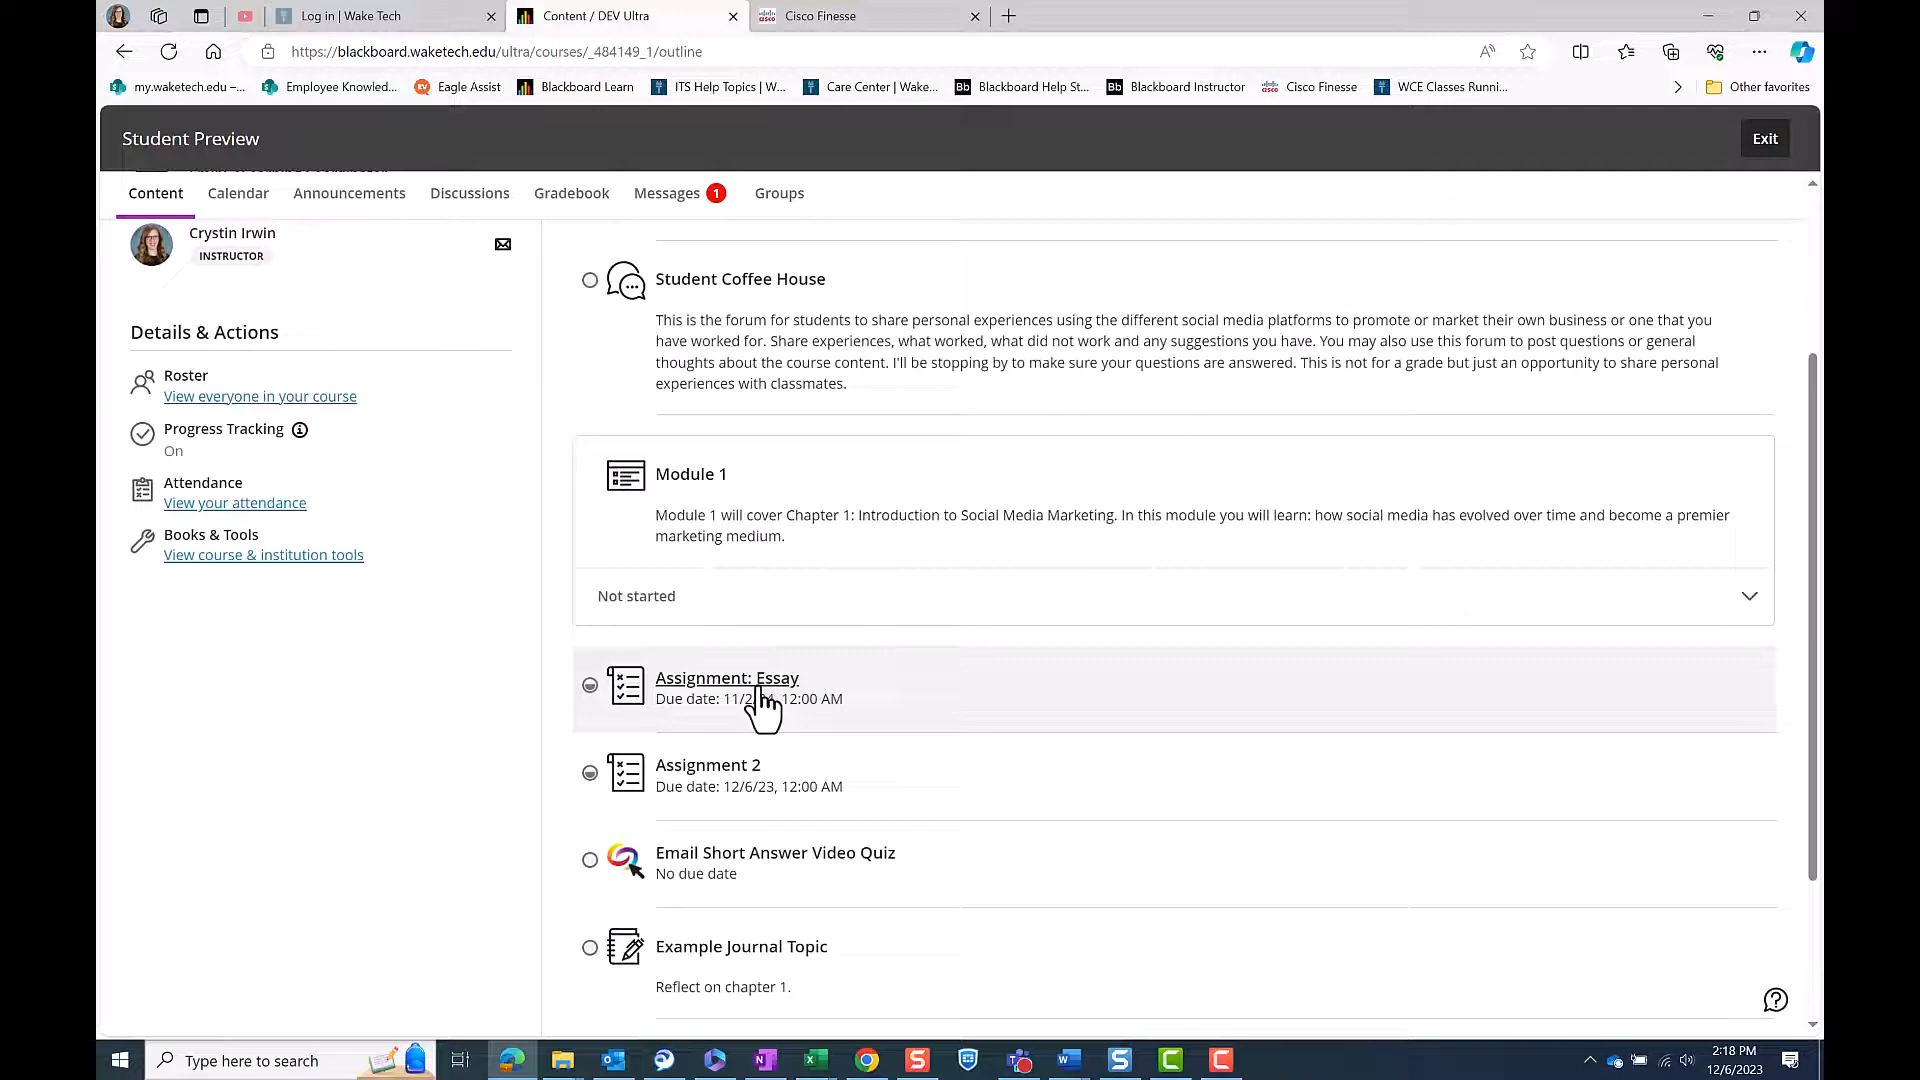 Log in | Wake Tech
Content / DEV Ultra
Cisco Finesse
https://blackboard.waketech.edu/ultra/courses/_484149_1/outline
my.waketech.edu –...
Employee Knowled...
Eagle Assist
Blackboard Learn
ITS Help Topics | W...
Care Center | Wake...
Blackboard Help St...
Blackboard Instructor
Cisco Finesse
WCE Classes Runni...
Other favorites
Student Preview
Exit
Content
Calendar
Announcements
Discussions
Gradebook
Messages 1
Groups
Crystin Irwin
INSTRUCTOR
Details & Actions
Roster
View everyone in your course
Progress Tracking
On
Attendance
View your attendance
Books & Tools
View course & institution tools
Student Coffee House
This is the forum for students to share personal experiences using the different social media platforms to promote or market their own business or one that you
have worked for. Share experiences, what worked, what did not work and any suggestions you have. You may also use this forum to post questions or general
thoughts about the course content. I'll be stopping by to make sure your questions are answered. This is not for a grade but just an opportunity to share personal
experiences with classmates.
Module 1
Module 1 will cover Chapter 1: Introduction to Social Media Marketing. In this module you will learn: how social media has evolved over time and become a premier
marketing medium.
Not started
Assignment: Essay
Due date: 12:00 AM
Assignment 2
Due date: 12/6/23, 12:00 AM
Email Short Answer Video Quiz
No due date
Example Journal Topic
Reflect on chapter 1.
Type here to search
2:18 PM
12/6/2023